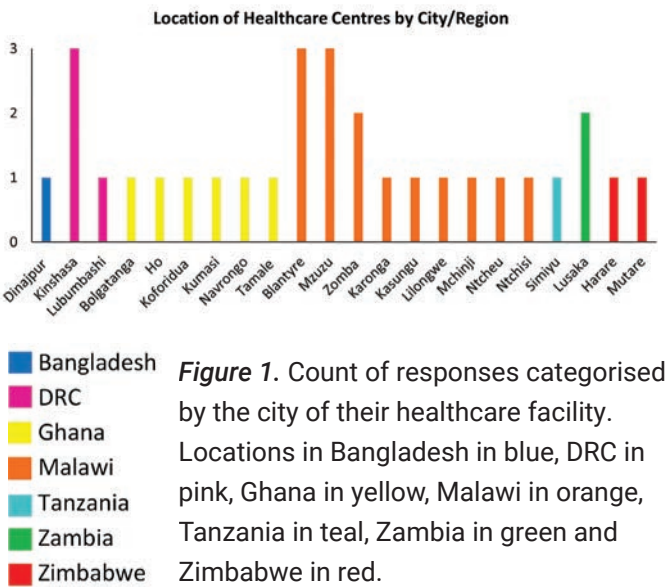 Location of Healthcare Centres by City/Region
3
2
1
0
Dinajpur
Kinshasa
Lubumbashi
Bolgatanga
Ho
Koforidua
Kumasi
Navrongo
Tamale
Blantyre
Mzuzu
Zomba
Karonga
Kasungu
Lilongwe
Mchinji
Ntcheu
Ntchisi
Simiyu
Lusaka
Harare
Mutare
Bangladesh
DRC
Ghana
Malawi
Tanzania
Zambia
Zimbabwe
Figure 1. Count of responses categorised
by the city of their healthcare facility.
Locations in Bangladesh in blue, DRC in
pink, Ghana in yellow, Malawi in orange,
Tanzania in teal, Zambia in green and
Zimbabwe in red.